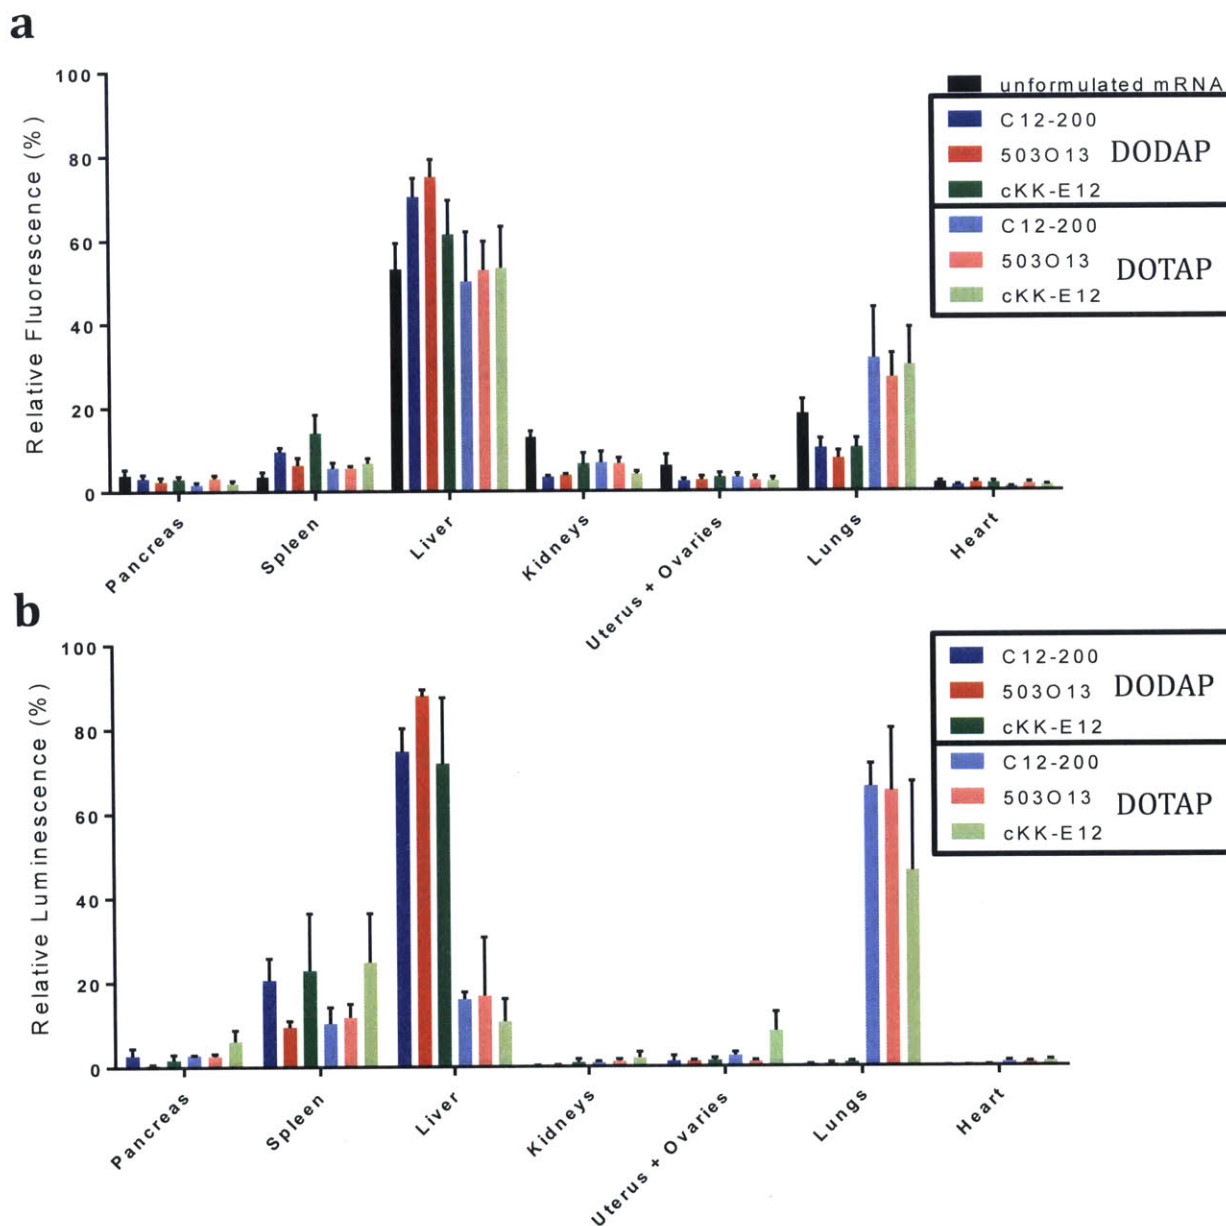 a
Relative Fluorescence (%)
100
80
60
40
20
0
unformulated mRNA
C12-200
503O13
cKK-E12
DODAP
C12-200
503O13
cKK-E12
DOTAP
Pancreas
Spleen
Liver
Kidneys
Uterus + Ovaries
Lungs
Heart
b
Relative Luminescence (%)
100
80
60
40
20
0
C12-200
503O13
cKK-E12
DODAP
C12-200
503O13
cKK-E12
DOTAP
Pancreas
Spleen
Liver
Kidneys
Uterus + Ovaries
Lungs
Heart